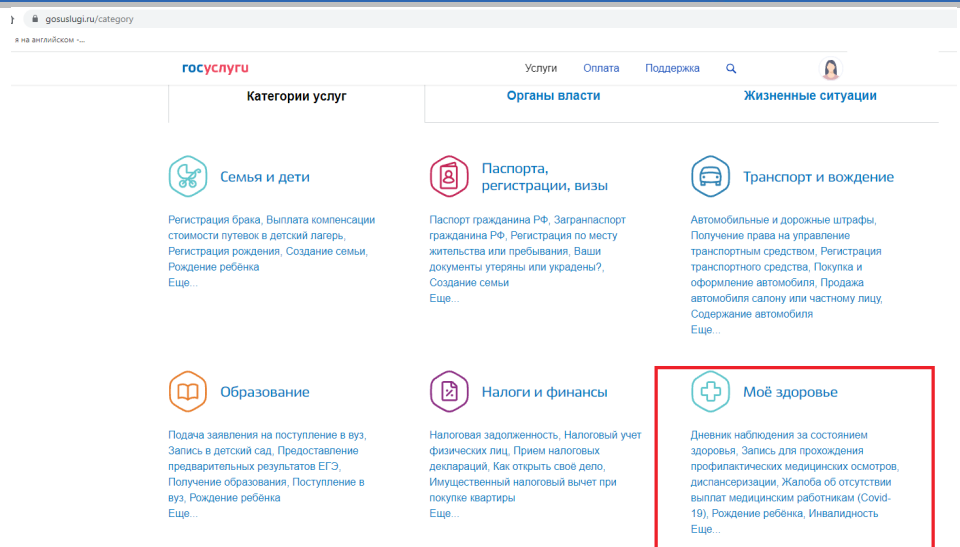 gosuslugi.ru/category
я на английском -...
госуслуги Услуги Оплата Поддержка
Категории услуг Органы власти Жизненные ситуации
Семья и дети
Регистрация брака, Выплата компенсации
стоимости путевок в детский лагерь,
Регистрация рождения, Создание семьи,
Рождение ребёнка
Еще...
Паспорта,
регистрации, визы
Паспорт гражданина РФ, Загранпаспорт
гражданина РФ, Регистрация по месту
жительства или пребывания, Ваши
документы утеряны или украдены?,
Создание семьи
Еще...
Транспорт и вождение
Автомобильные и дорожные штрафы,
Получение права на управление
транспортным средством, Регистрация
транспортного средства, Покупка и
оформление автомобиля, Продажа
автомобиля салону или частному лицу,
Содержание автомобиля
Еще...
Образование
Подача заявления на поступление в вуз,
Запись в детский сад, Предоставление
предварительных результатов ЕГЭ,
Получение образования, Поступление в
вуз, Рождение ребёнка
Еще...
Налоги и финансы
Налоговая задолженность, Налоговый учет
физических лиц, Прием налоговых
деклараций, Как открыть своё дело,
Имущественный налоговый вычет при
покупке квартиры
Еще...
Моё здоровье
Дневник наблюдения за состоянием
здоровья, Запись для прохождения
профилактических медицинских осмотров,
диспансеризации, Жалоба об отсутствии
выплат медицинским работникам (Covid-
19), Рождение ребёнка, Инвалидность
Еще...